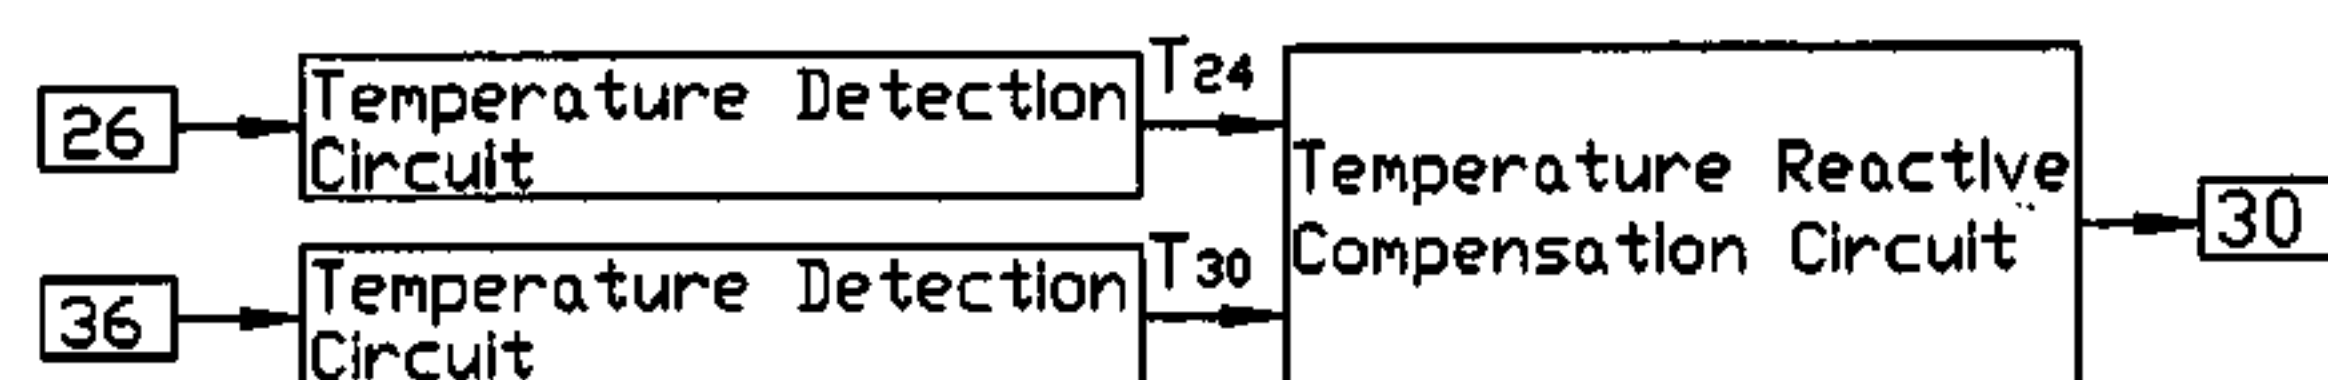 26
Temperature Detection
Circuit
T24
Temperature Reactive
Compensation Circuit
30
36
Temperature Detection
Circuit
T30